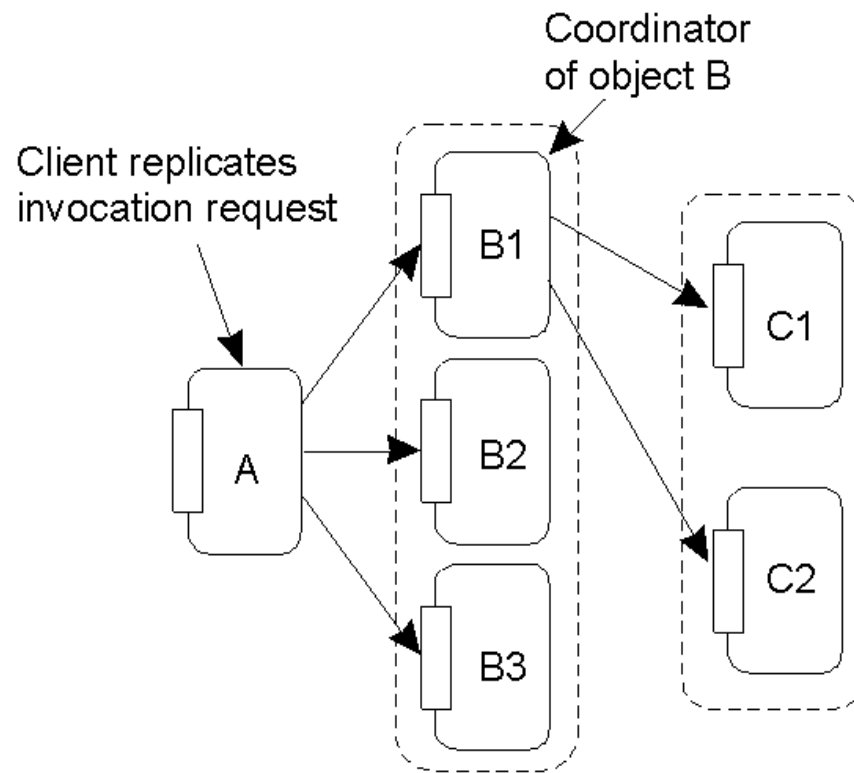 Coordinator
of object B
Client replicates
invocation request
B1
C1
A
B2
C2
B3